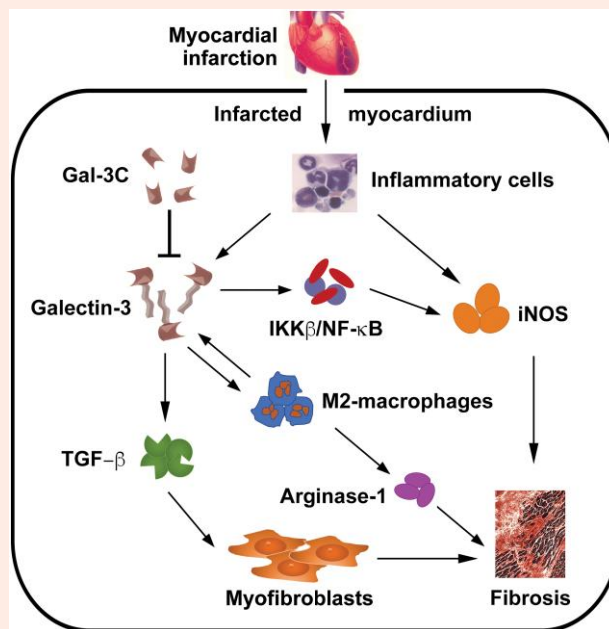 Myocardial
infarction
Infarcted myocardium
Gal-3C
Inflammatory cells
Galectin-3
IKKβ/NF-κB
iNOS
M2-macrophages
TGF-β
Arginase-1
Myofibroblasts
Fibrosis